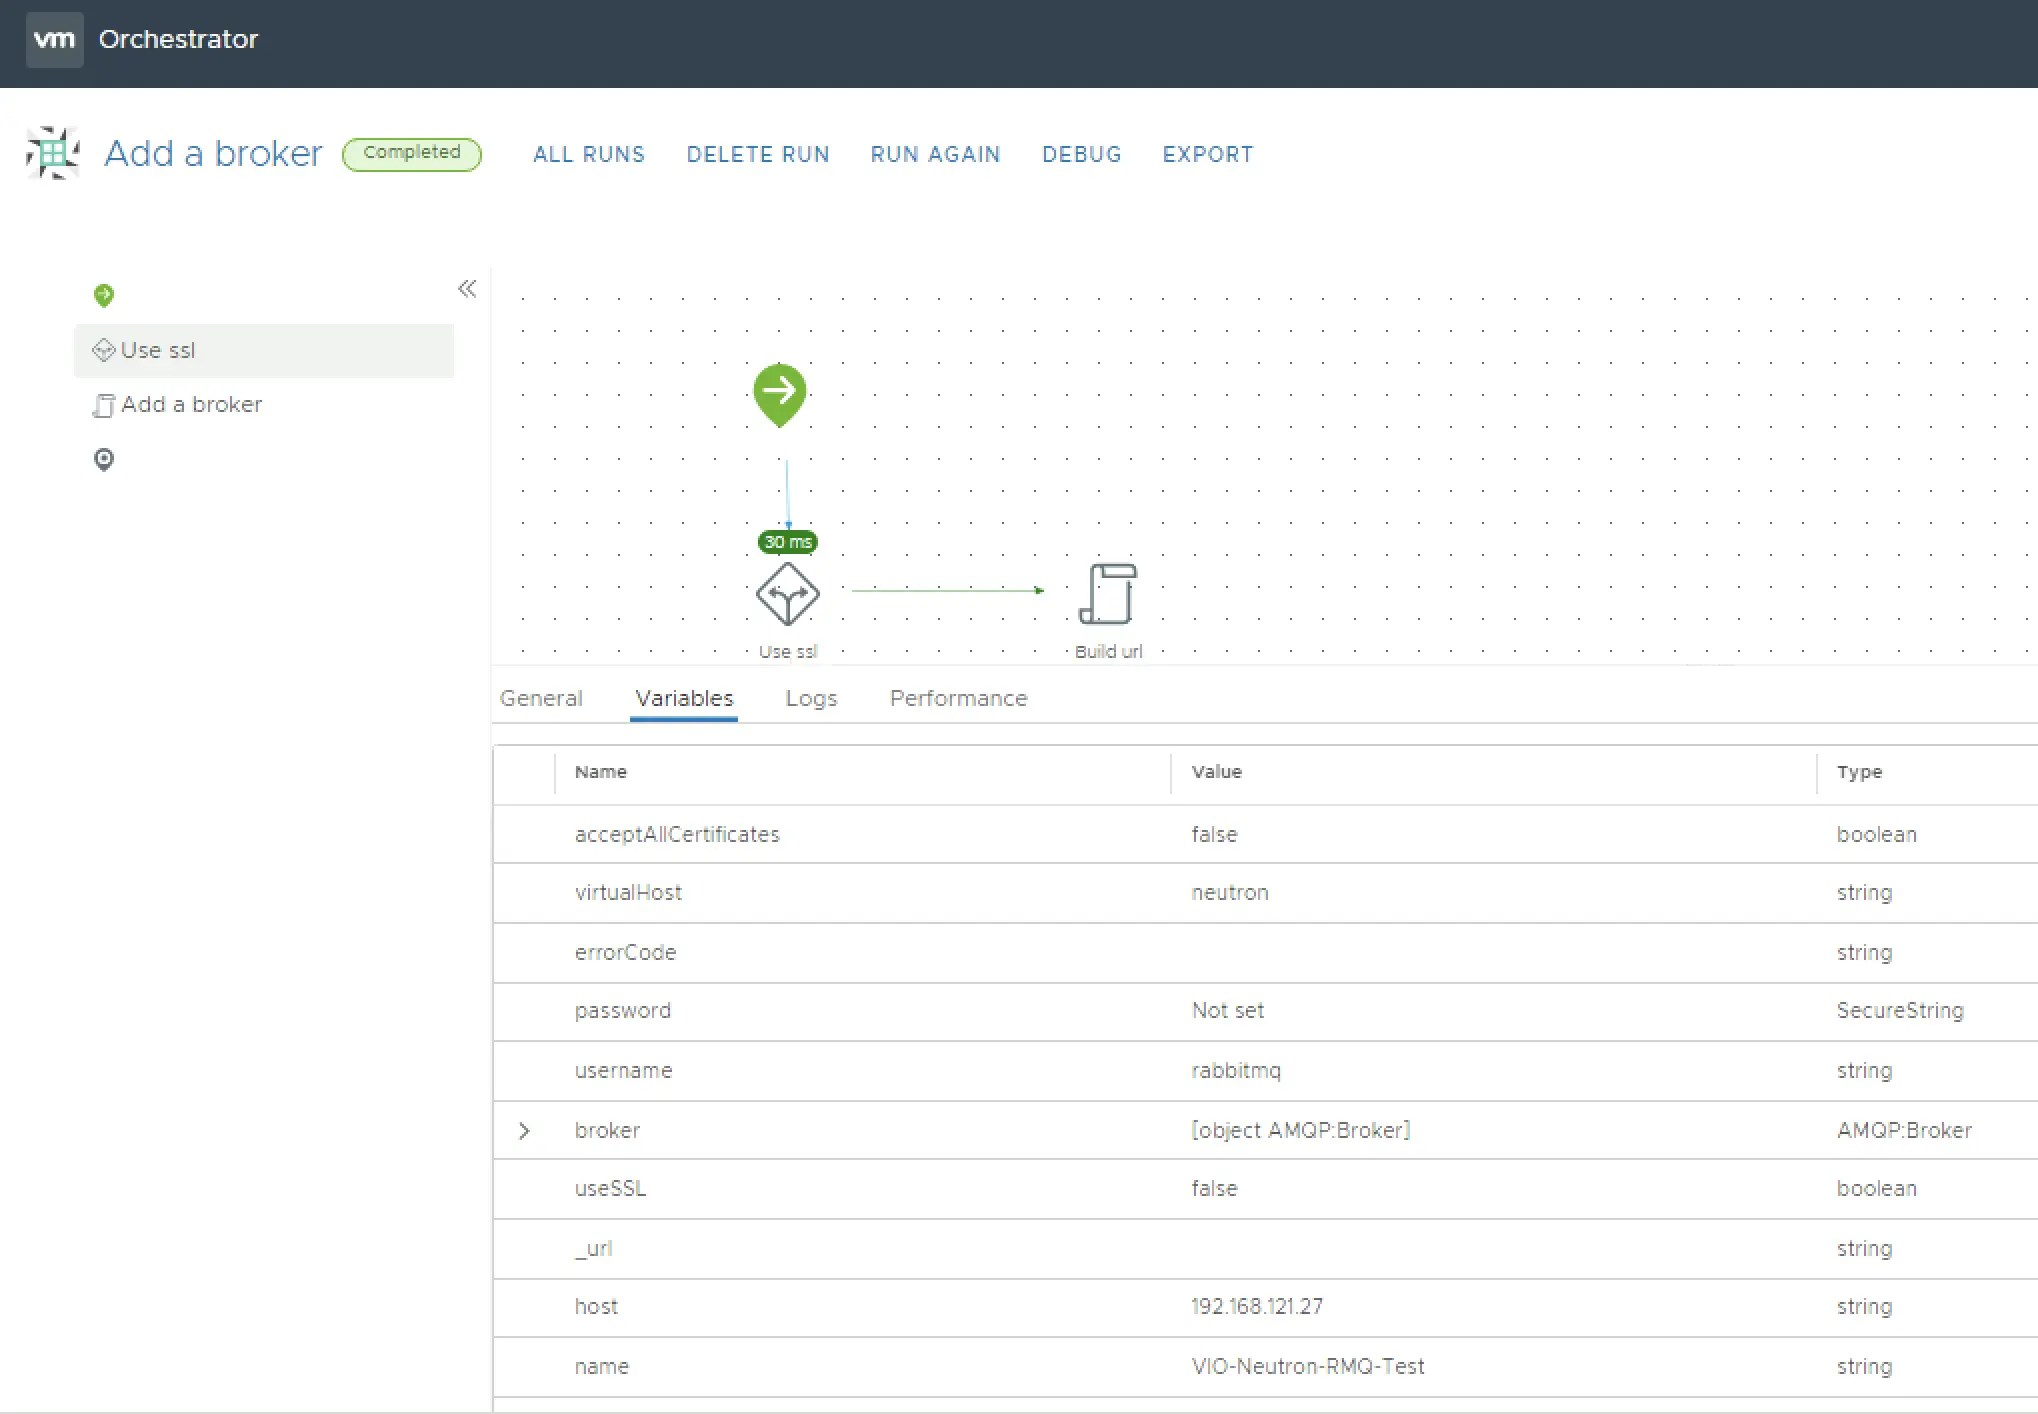 vm Orchestrator
Add a broker Completed ALL RUNS DELETE RUN RUN AGAIN DEBUG EXPORT
Use ssl
Add a broker
30 ms
Use ssl Build url
General Variables Logs Performance
Name Value Type
acceptAllCertificates false boolean
virtualHost neutron string
errorCode string
password Not set SecureString
username rabbitmq string
broker [object AMQP:Broker] AMQP:Broker
useSSL false boolean
_url string
host 192.168.121.27 string
name VIO-Neutron-RMQ-Test string